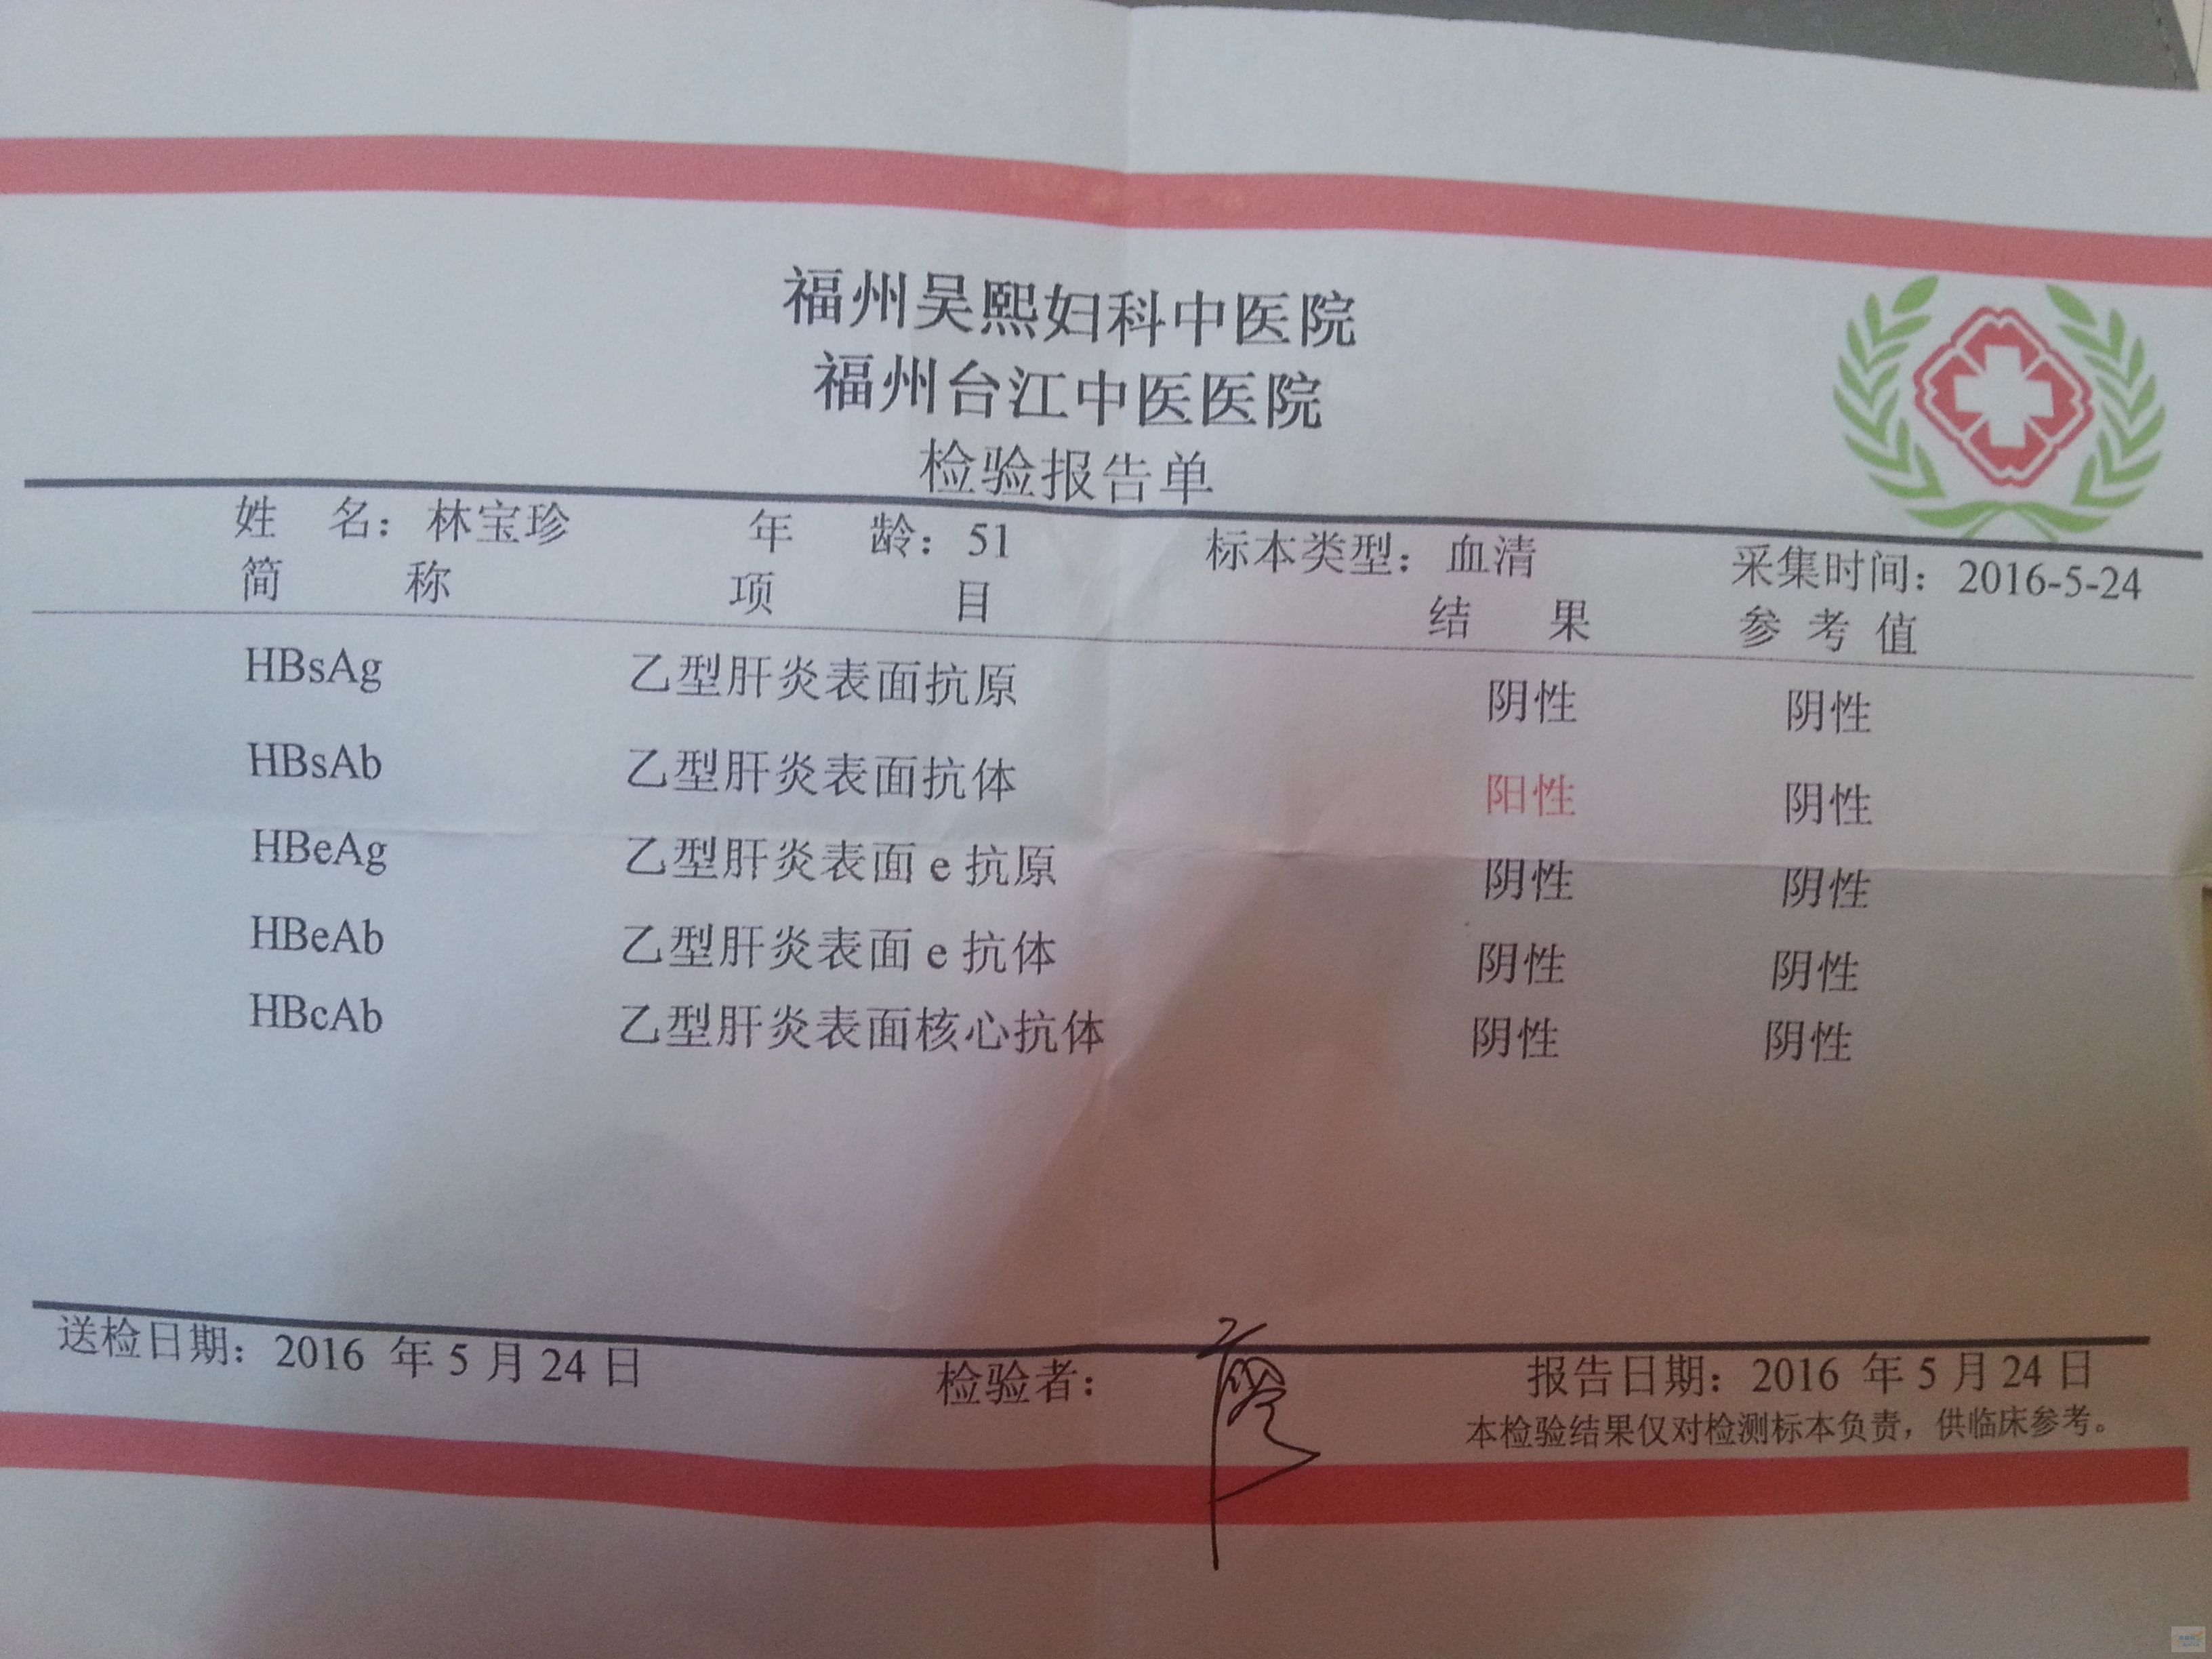 福州吴熙妇科中医院
福州台江中医医院
检验报告单
姓 名：林宝珍 年 龄：51 标本类型：血清 采集时间：2016-5-24
简 称 项 目 结 果 参 考 值
HBsAg 乙型肝炎表面抗原 阴性 阴性
HBsAb 乙型肝炎表面抗体 阳性 阴性
HBeAg 乙型肝炎表面 e 抗原 阴性 阴性
HBeAb 乙型肝炎表面 e 抗体 阴性 阴性
HBcAb 乙型肝炎表面核心抗体 阴性 阴性
送检日期：2016 年 5 月 24 日 检验者： 报告日期：2016 年 5 月 24 日
本检验结果仅对检测标本负责，供临床参考。